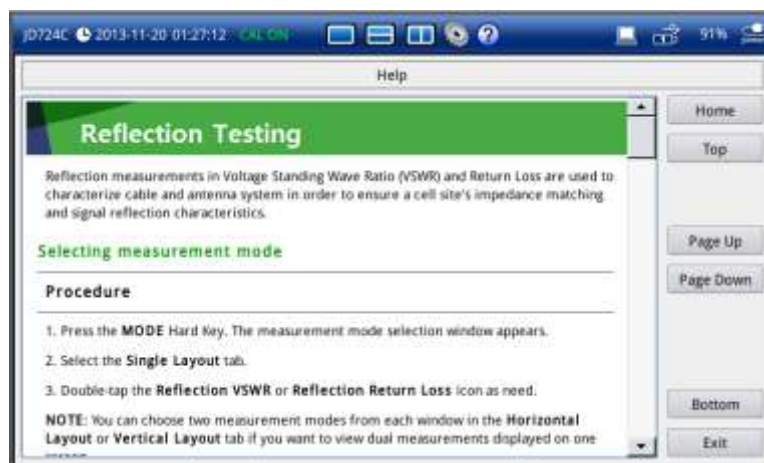 JD724C 2013-11-20 01:27:12 CAL ON 91%
Help
Reflection Testing
Reflection measurements in Voltage Standing Wave Ratio (VSWR) and Return Loss are used to
characterize cable and antenna system in order to ensure a cell site's impedance matching
and signal reflection characteristics.
Selecting measurement mode
Procedure
1. Press the MODE Hard Key. The measurement mode selection window appears.
2. Select the Single Layout tab.
3. Double-tap the Reflection VSWR or Reflection Return Loss icon as need.
NOTE: You can choose two measurement modes from each window in the Horizontal
Layout or Vertical Layout tab if you want to view dual measurements displayed on one
Home
Top
Page Up
Page Down
Bottom
Exit